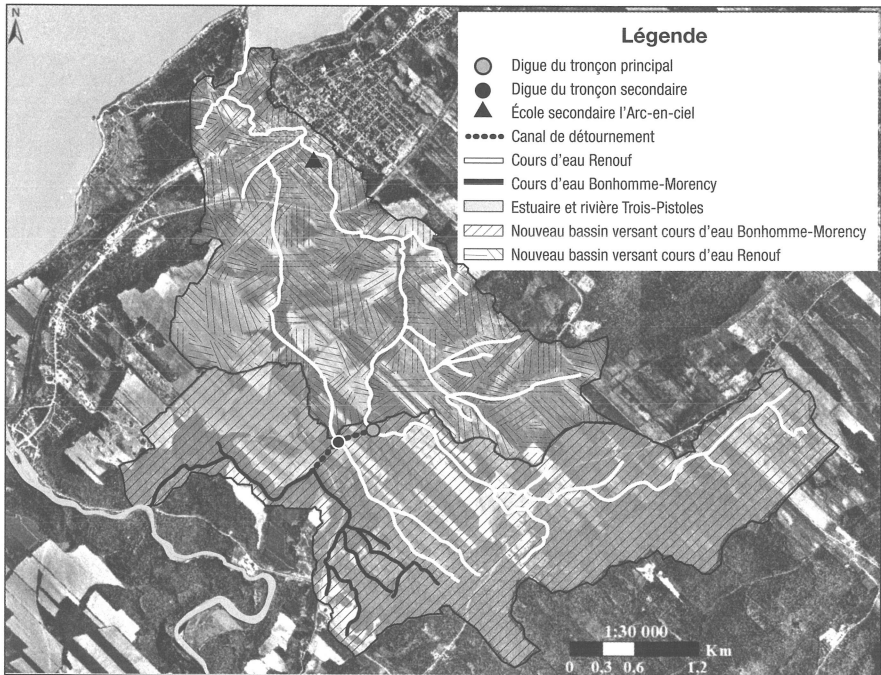 N
Légende
Digue du tronçon principal
Digue du tronçon secondaire
École secondaire l'Arc-en-ciel
Canal de détournement
Cours d'eau Renouf
Cours d'eau Bonhomme-Morency
Estuaire et rivière Trois-Pistoles
Nouveau bassin versant cours d'eau Bonhomme-Morency
Nouveau bassin versant cours d'eau Renouf
1:30 000
Km
0 0,3 0,6 1,2